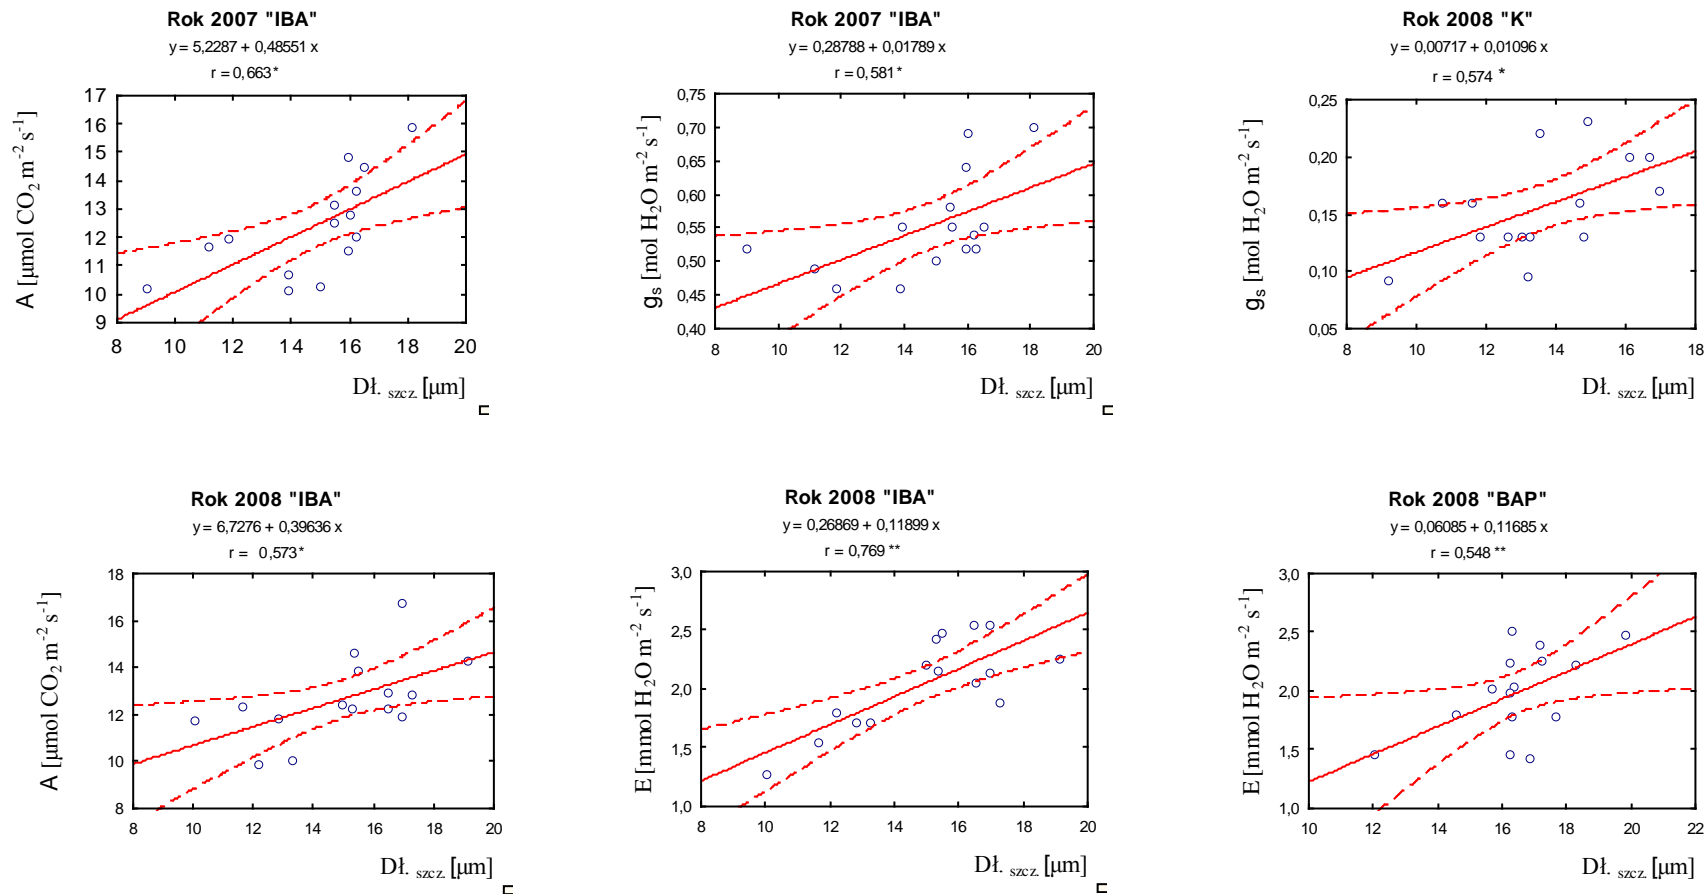 Rok 2007 "IBA"
y = 5,2287 + 0,48551 x
r = 0,663 *
17
16
15
14
13
12
11
10
9
8 10 12 14 16 18 20
A [μmol CO₂ m⁻² s⁻¹]
Dł. szcz. [μm]
Rok 2007 "IBA"
y = 0,28788 + 0,01789 x
r = 0,581 *
0,75
0,70
0,65
0,60
0,55
0,50
0,45
0,40
8 10 12 14 16 18 20
gₛ [mol H₂O m⁻² s⁻¹]
Dł. szcz. [μm]
Rok 2008 "K"
y = 0,00717 + 0,01096 x
r = 0,574 *
0,25
0,20
0,15
0,10
0,05
8 10 12 14 16 18
gₛ [mol H₂O m⁻² s⁻¹]
Dł. szcz. [μm]
Rok 2008 "IBA"
y = 6,7276 + 0,39636 x
r = 0,573 *
18
16
14
12
10
8
8 10 12 14 16 18 20
A [μmol CO₂ m⁻² s⁻¹]
Dł. szcz. [μm]
Rok 2008 "IBA"
y = 0,26869 + 0,11899 x
r = 0,769 **
3,0
2,5
2,0
1,5
1,0
8 10 12 14 16 18 20
E [mmol H₂O m⁻² s⁻¹]
Dł. szcz. [μm]
Rok 2008 "BAP"
y = 0,06085 + 0,11685 x
r = 0,548 **
3,0
2,5
2,0
1,5
1,0
10 12 14 16 18 20 22
E [mmol H₂O m⁻² s⁻¹]
Dł. szcz. [μm]